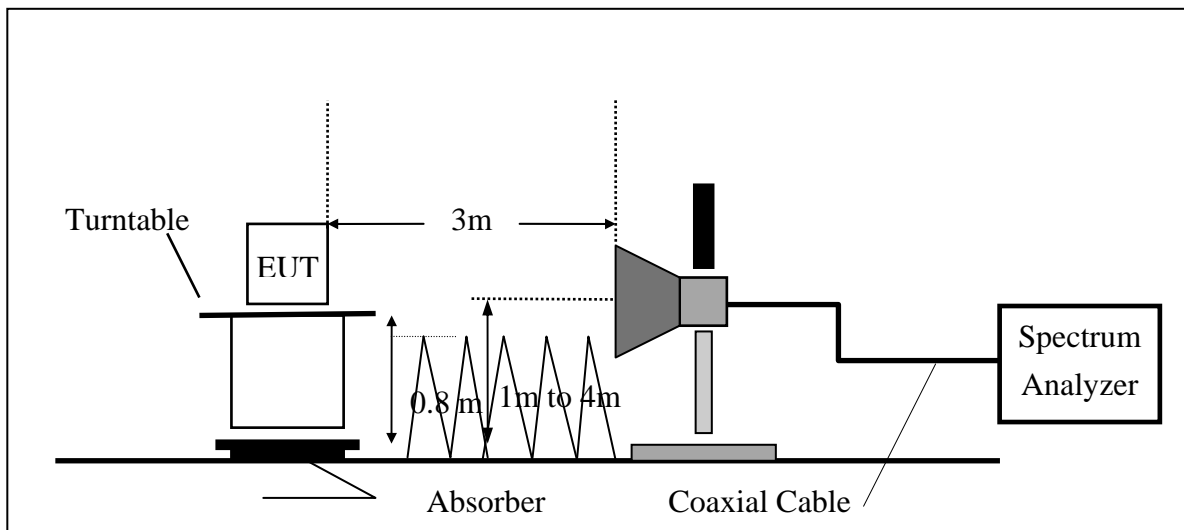 Turntable
3m
EUT
0.8 m
1m to 4m
Spectrum
Analyzer
Absorber
Coaxial Cable